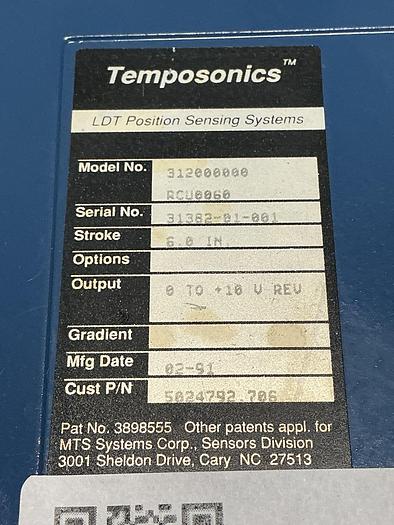 Temposonics™
LDT Position Sensing Systems
Model No. 312000000
RCU0060
Serial No. 31382-01-001
Stroke 6.0 IN.
Options
Output 0 TO +10 V REV
Gradient
Mfg Date 02-91
Cust P/N 5024792.706
Pat No. 3898555 Other patents appl. for
MTS Systems Corp., Sensors Division
3001 Sheldon Drive, Cary NC 27513